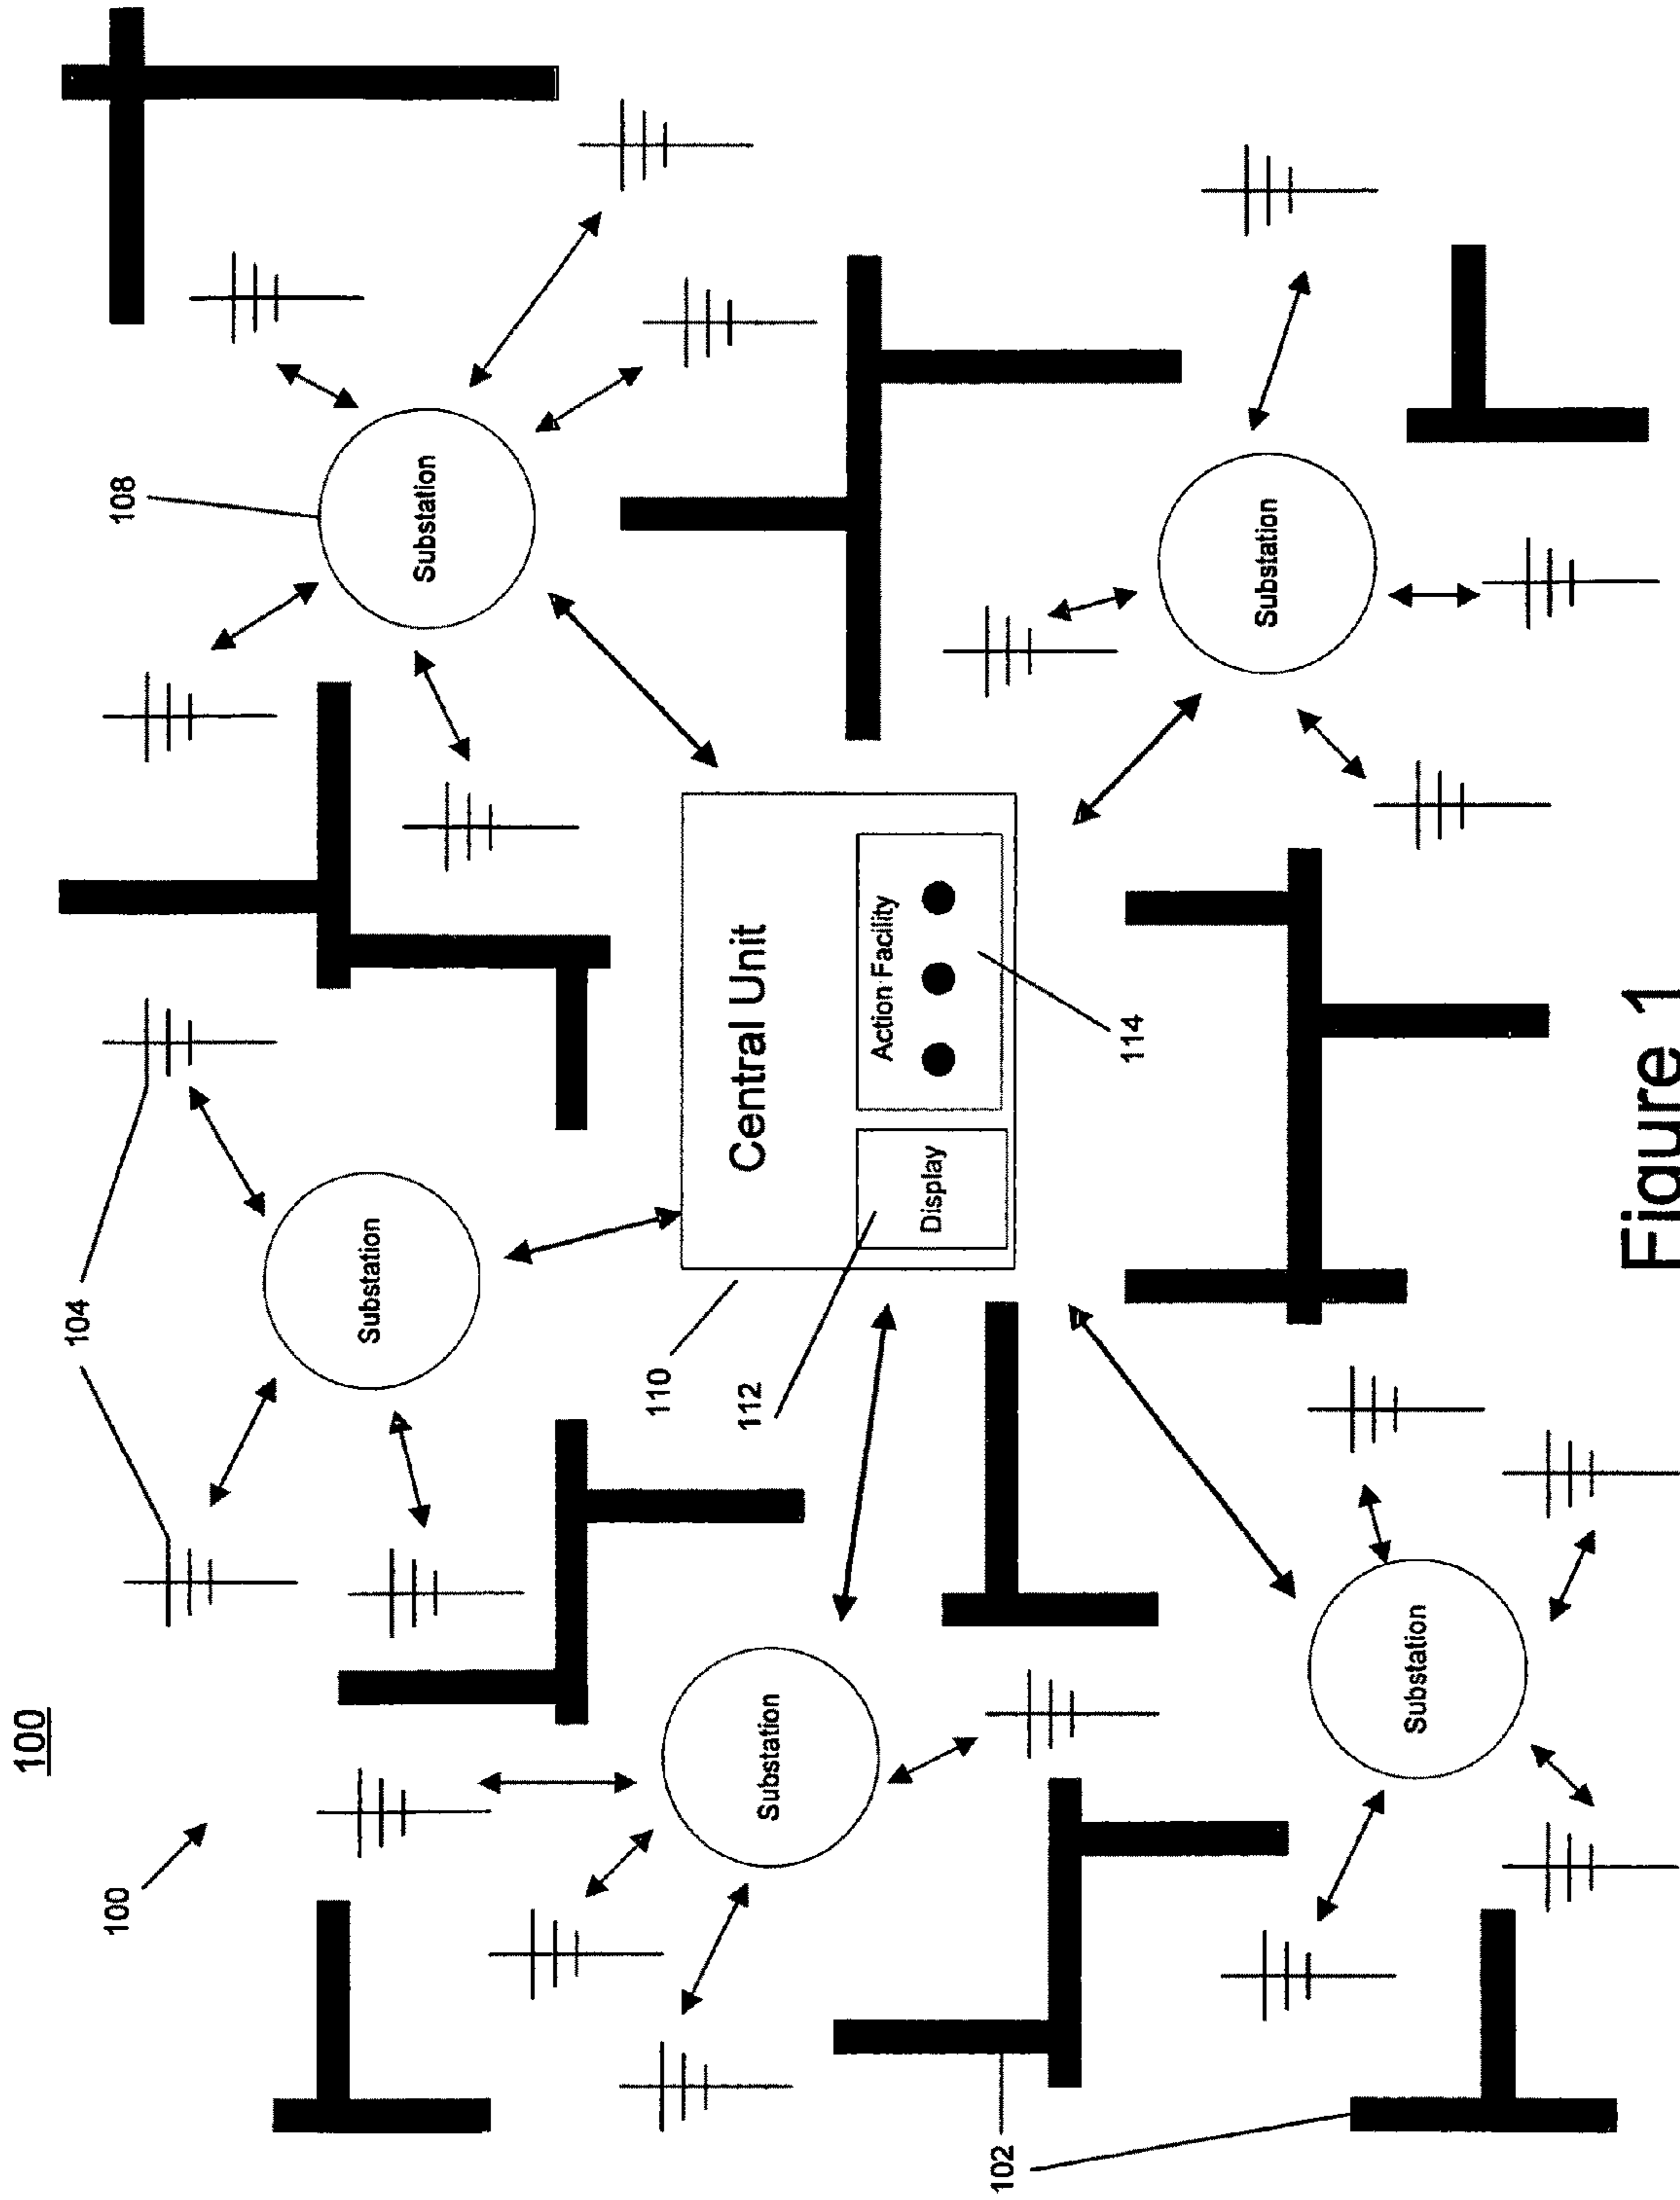 100
104
100
108
Substation
Substation
110
112
Central Unit
Substation
Action Facility
Display
102
114
Substation
Substation
Figure 1